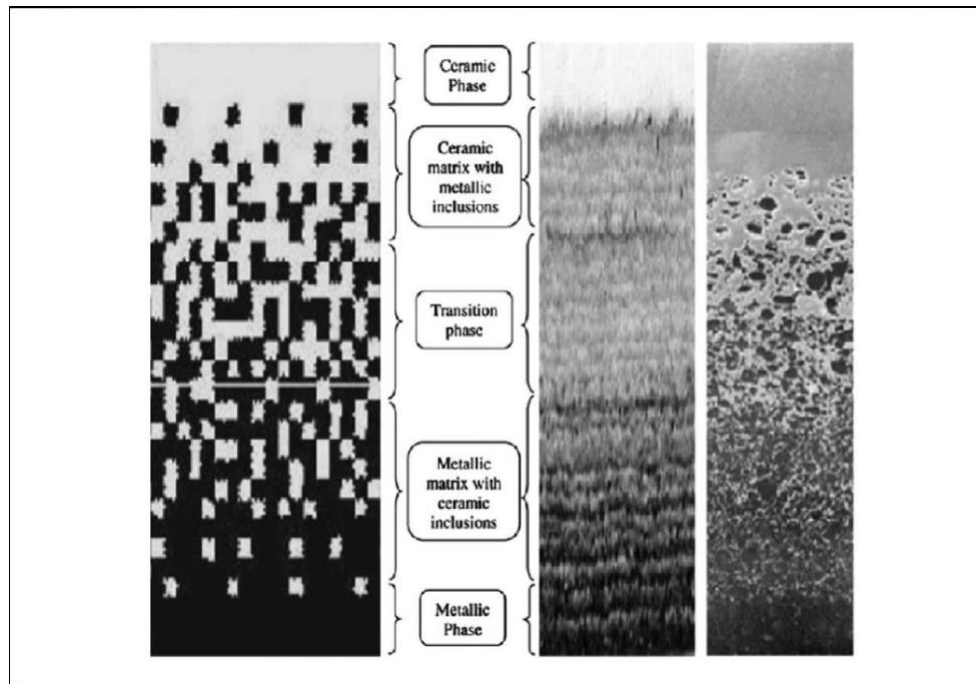 Ceramic
Phase
Ceramic
matrix with
metallic
inclusions
Transition
phase
Metallic
matrix with
ceramic
inclusions
Metallic
Phase